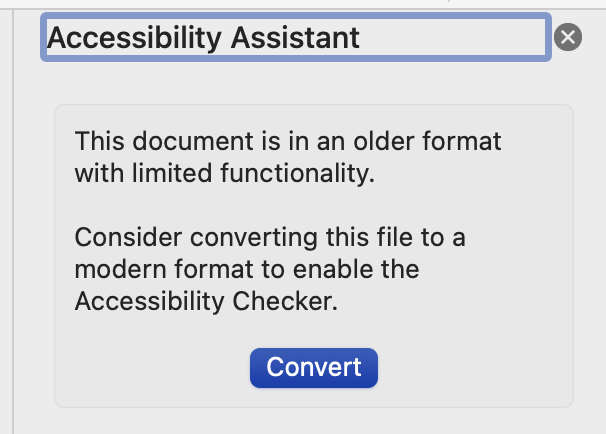 Accessibility Assistant
This document is in an older format
with limited functionality.
Consider converting this file to a
modern format to enable the
Accessibility Checker.
Convert